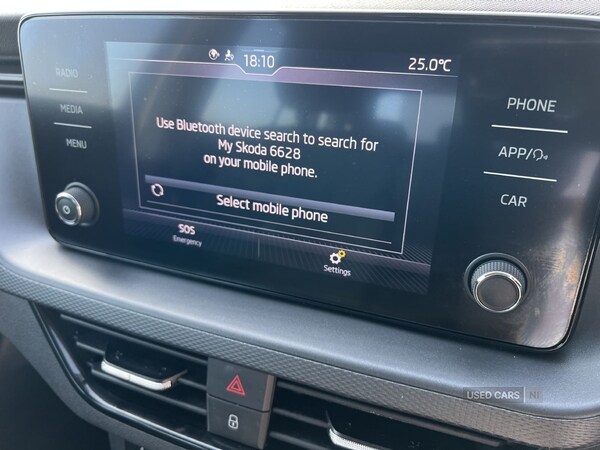 18:10
25.0°C
RADIO
MEDIA
MENU
Use Bluetooth device search to search for
My Skoda 6628
on your mobile phone.
Select mobile phone
SOS
Emergency
Settings
PHONE
APP/
CAR
USED CARS NI